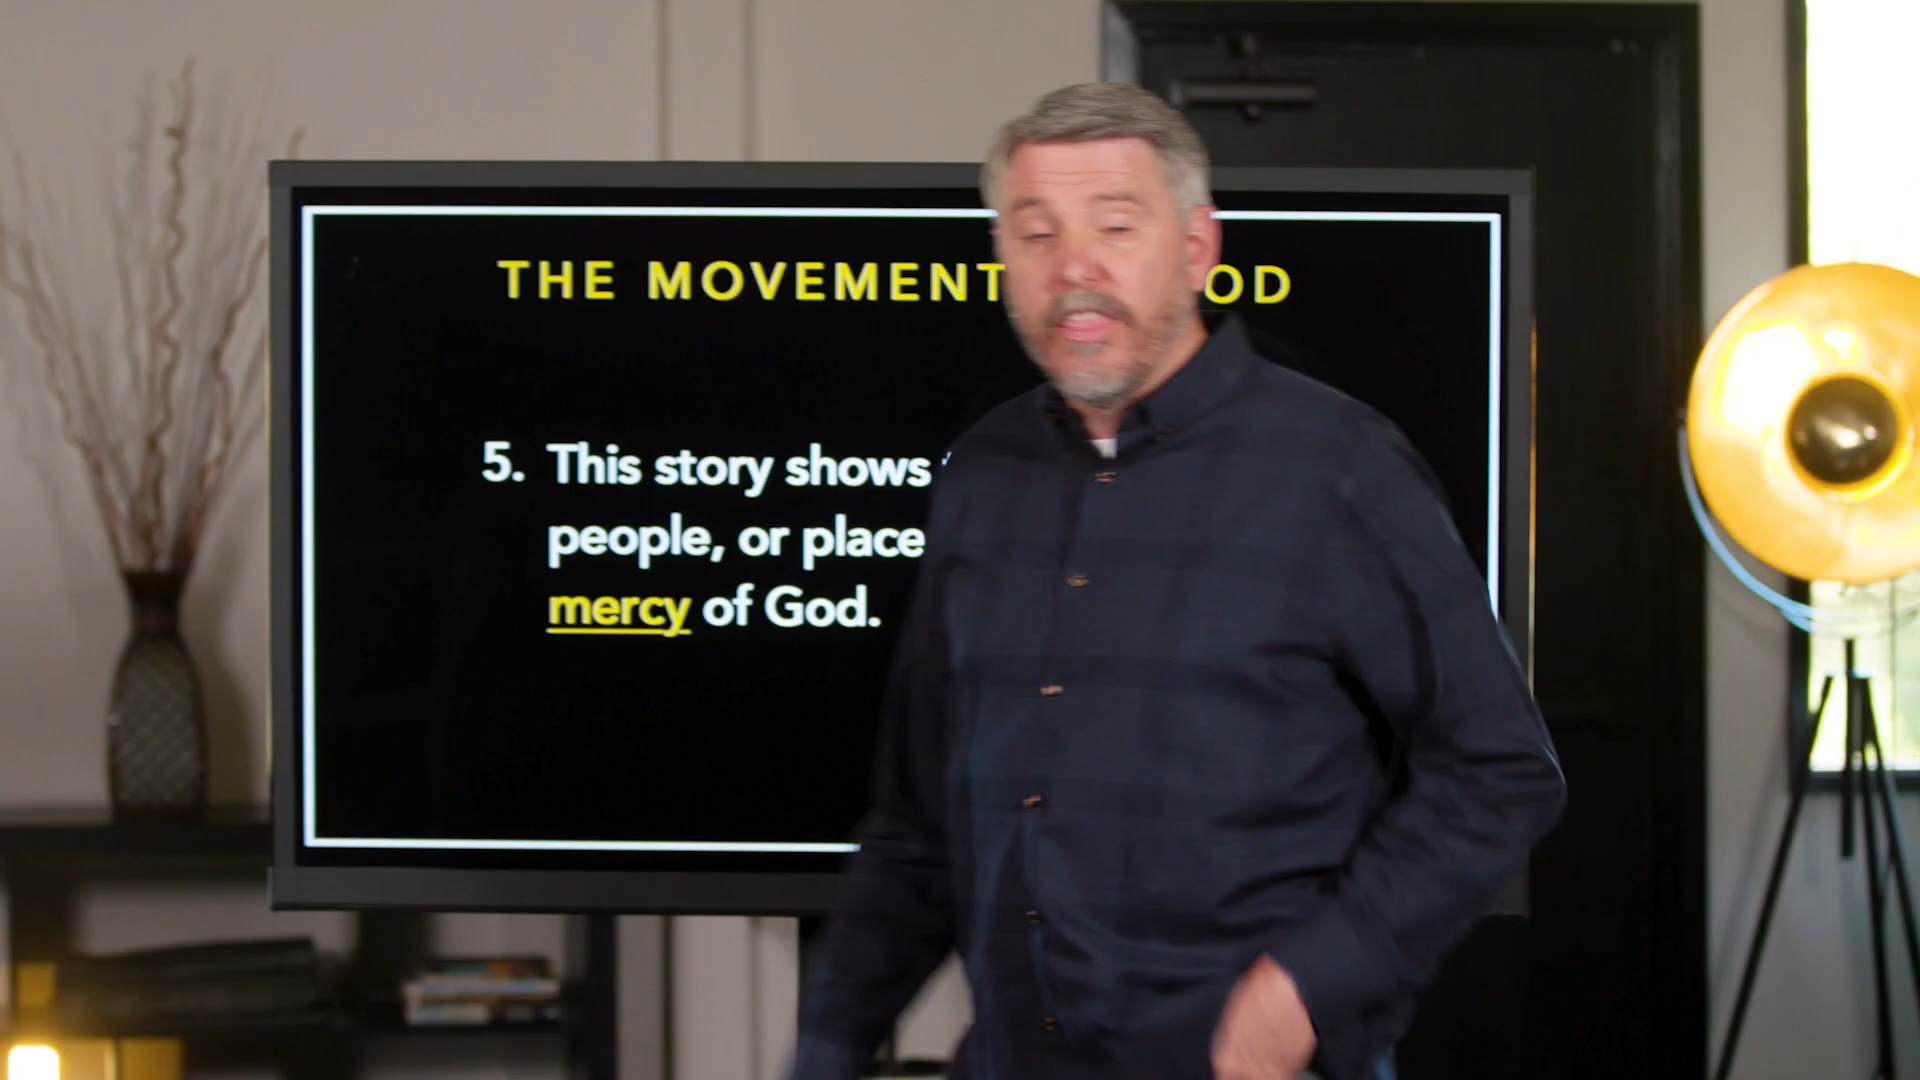 THE MOVEMENT OD
5. This story shows
people, or place
mercy of God.